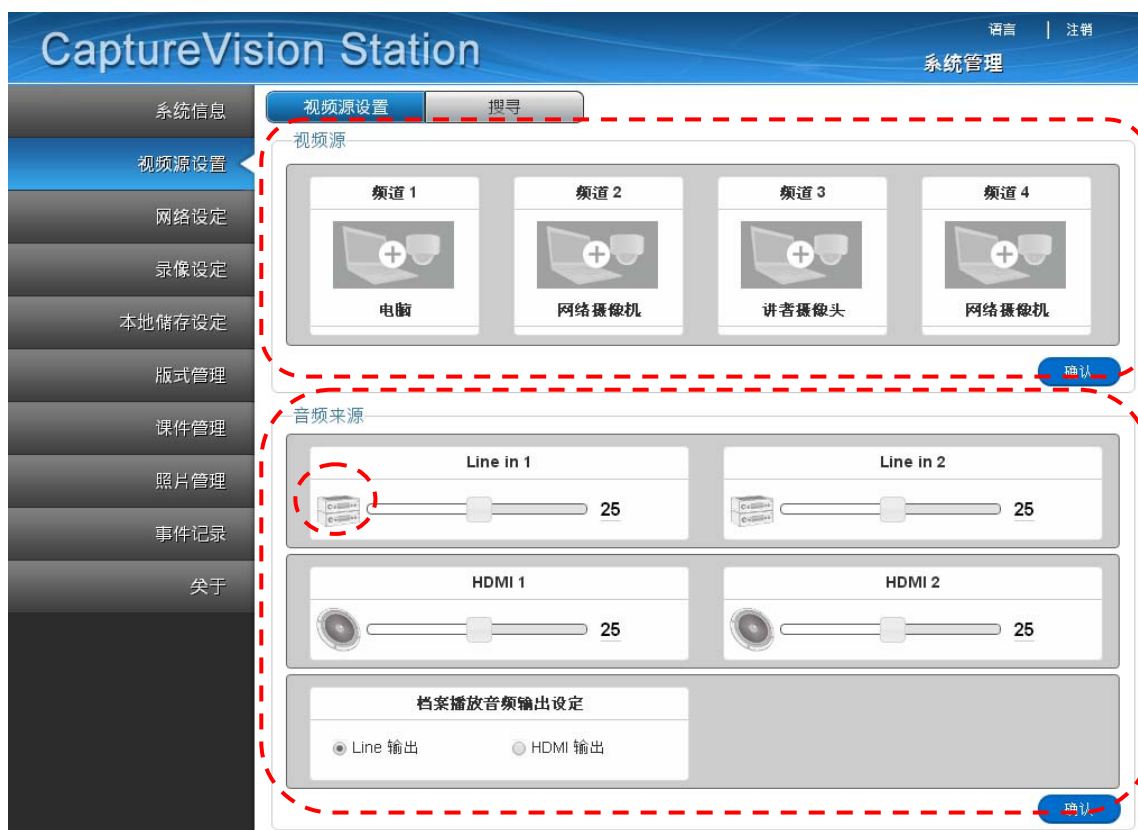 CaptureVision Station
语言 | 注销
系统管理
系统信息
视频源设置
网络设定
录像设定
本地储存设定
版式管理
课件管理
照片管理
事件记录
关于
视频源设置 搜寻
视频源
频道 1 频道 2 频道 3 频道 4
电脑 网络摄像机 讲者摄像头 网络摄像机
确认
音频来源
Line in 1 Line in 2
25 25
HDMI 1 HDMI 2
25 25
档案播放音频输出设定
Line 输出 HDMI 输出
确认